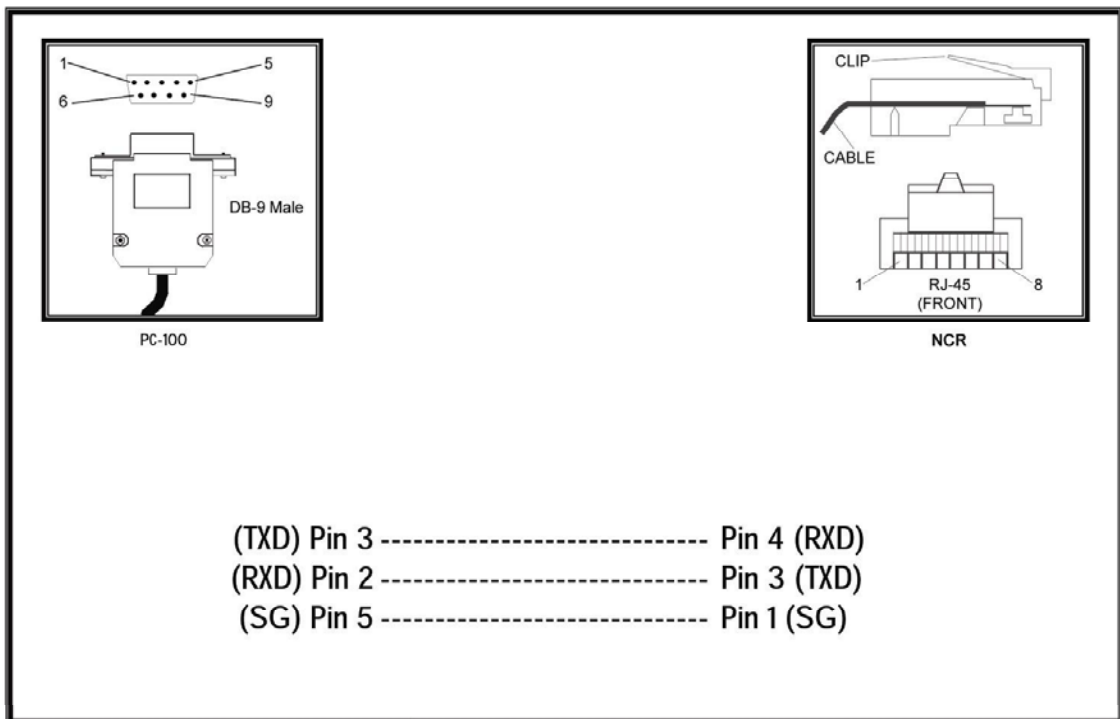 1 5
6 9
DB-9 Male
PC-100
CLIP
CABLE
1 8
RJ-45
(FRONT)
NCR
(TXD) Pin 3 ---------------------------- Pin 4 (RXD)
(RXD) Pin 2 ---------------------------- Pin 3 (TXD)
(SG) Pin 5 ---------------------------- Pin 1 (SG)